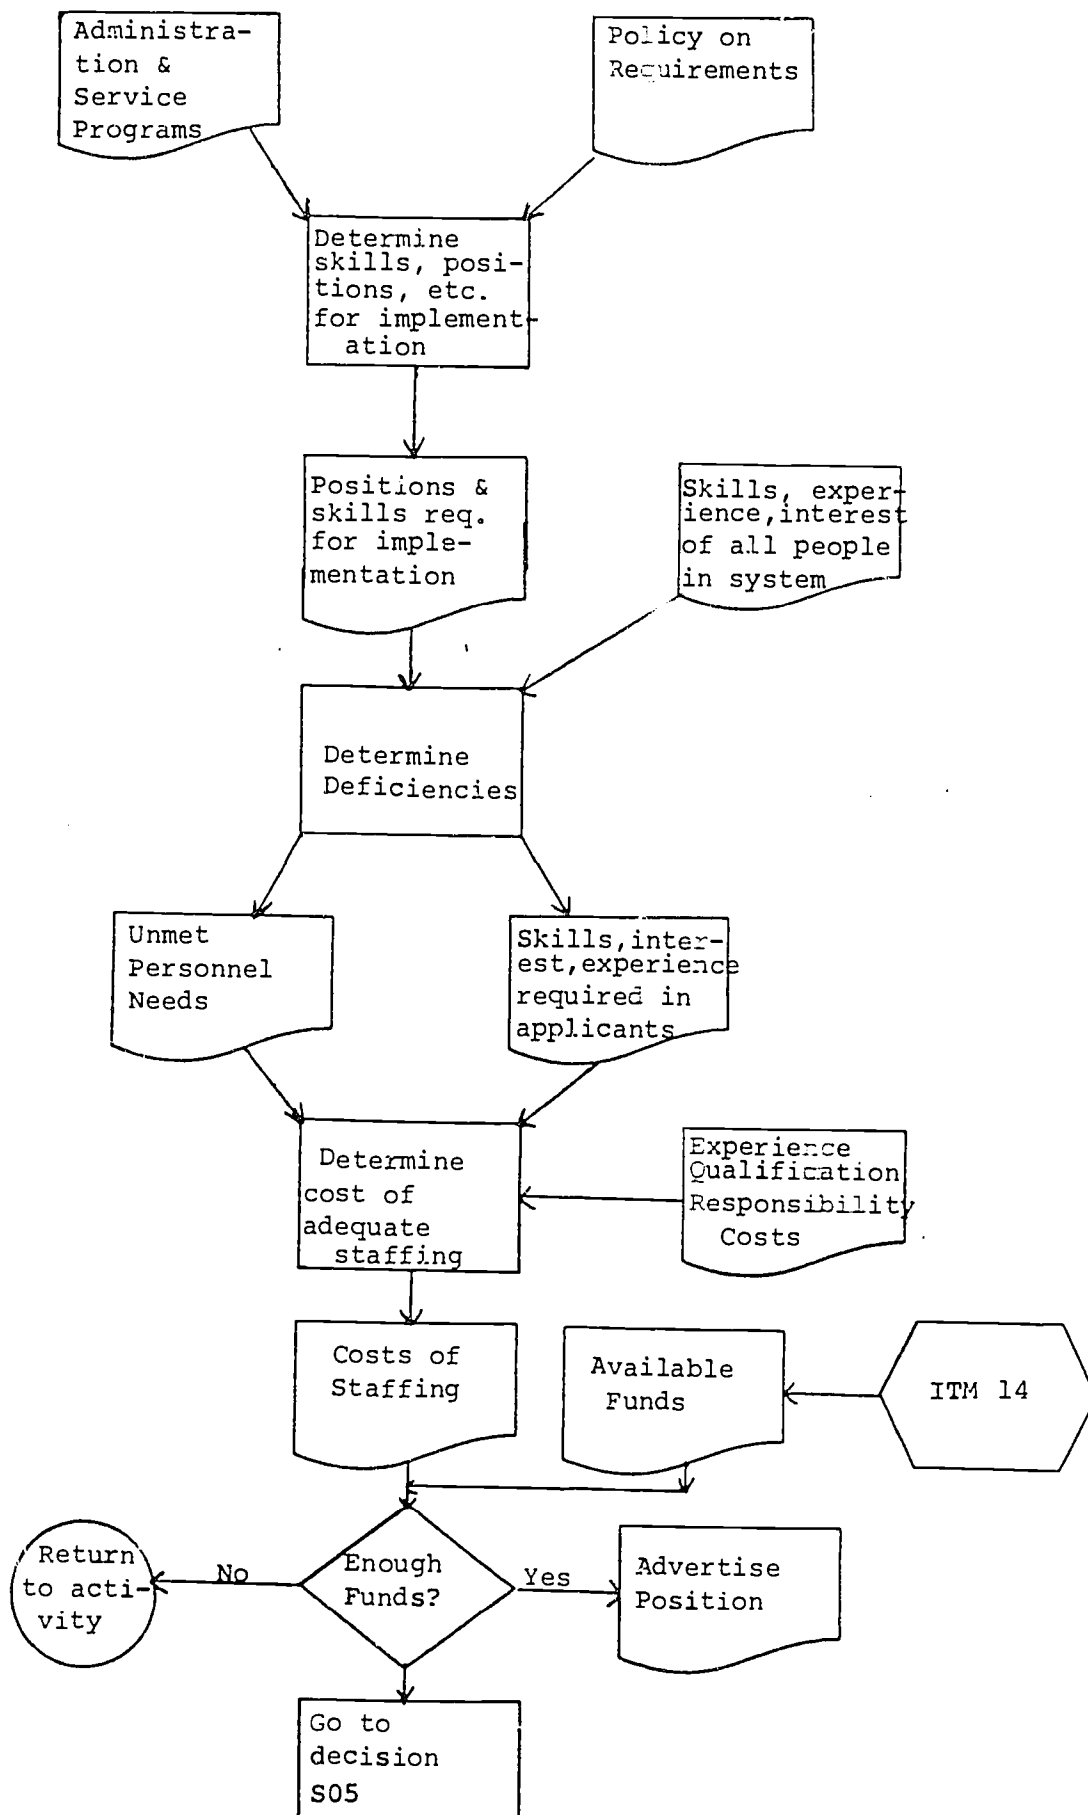 Administra-
tion &
Service
Programs
Policy on
Requirements
Determine
skills, posi-
tions, etc.
for implement-
ation
Positions &
skills req.
for imple-
mentation
Skills, exper-
ience,interest
of all people
in system
Determine
Deficiencies
Unmet
Personnel
Needs
Skills,inter-
est,experience
required in
applicants
Determine
cost of
adequate
staffing
Experience
Qualification
Responsibility
Costs
Costs of
Staffing
Available
Funds
ITM 14
Return
to acti-
vity
No
Enough
Funds?
Yes
Advertise
Position
Go to
decision
S05